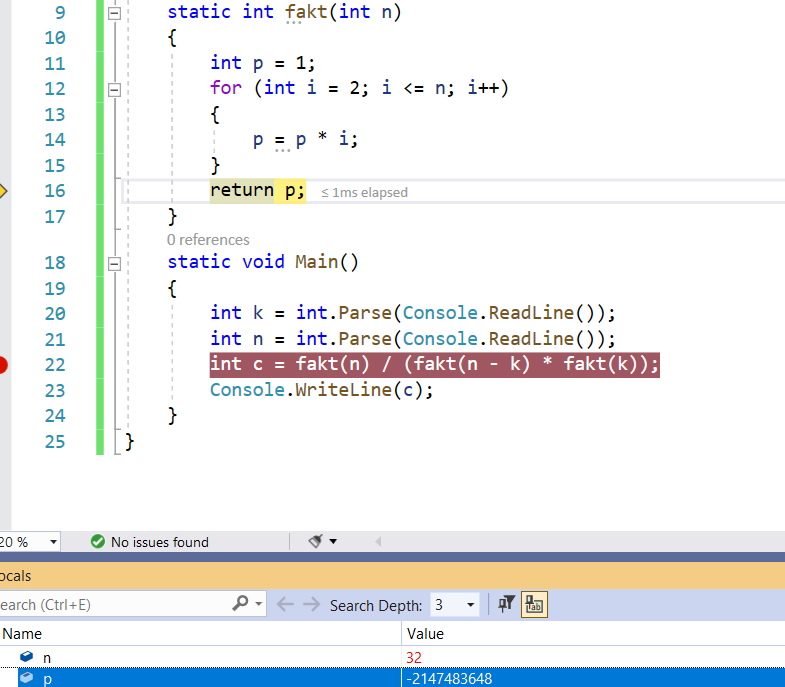 9 static int fakt(int n)
10 {
11 int p = 1;
12 for (int i = 2; i <= n; i++)
13 {
14 p = p * i;
15 }
16 return p; ≤ 1ms elapsed
17 }
0 references
18 static void Main()
19 {
20 int k = int.Parse(Console.ReadLine());
21 int n = int.Parse(Console.ReadLine());
22 int c = fakt(n) / (fakt(n - k) * fakt(k));
23 Console.WriteLine(c);
24 }
25 }
20 % No issues found
ocals
earch (Ctrl+E) Search Depth: 3
Name Value
n 32
p -2147483648